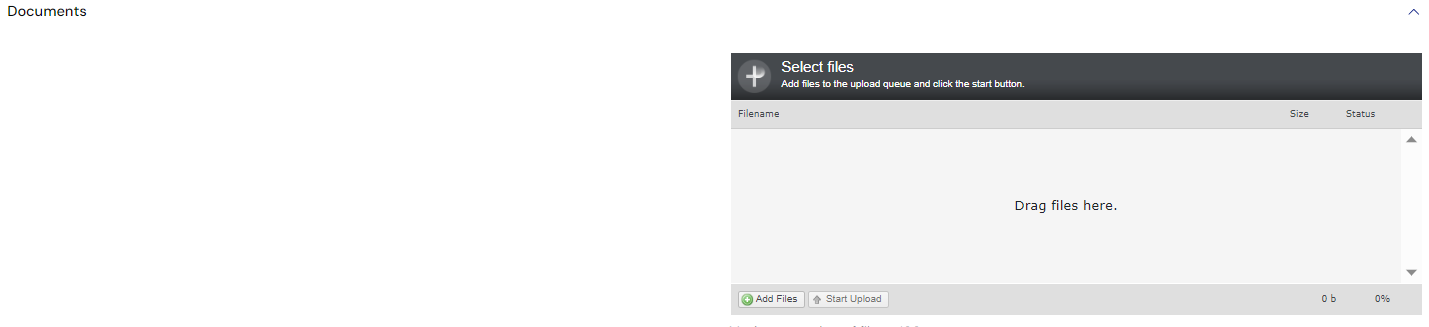 Documents
Select files
Add files to the upload queue and click the start button.
Filename Size Status
Drag files here.
Add Files Start Upload 0 b 0%